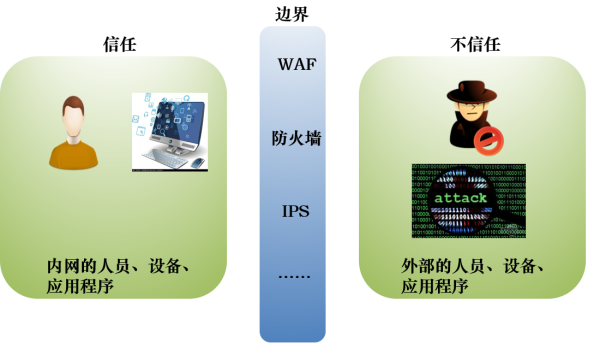 边界
信任
不信任
WAF
防火墙
IPS
......
attack
内网的人员、设备、
应用程序
外部的人员、设备、
应用程序